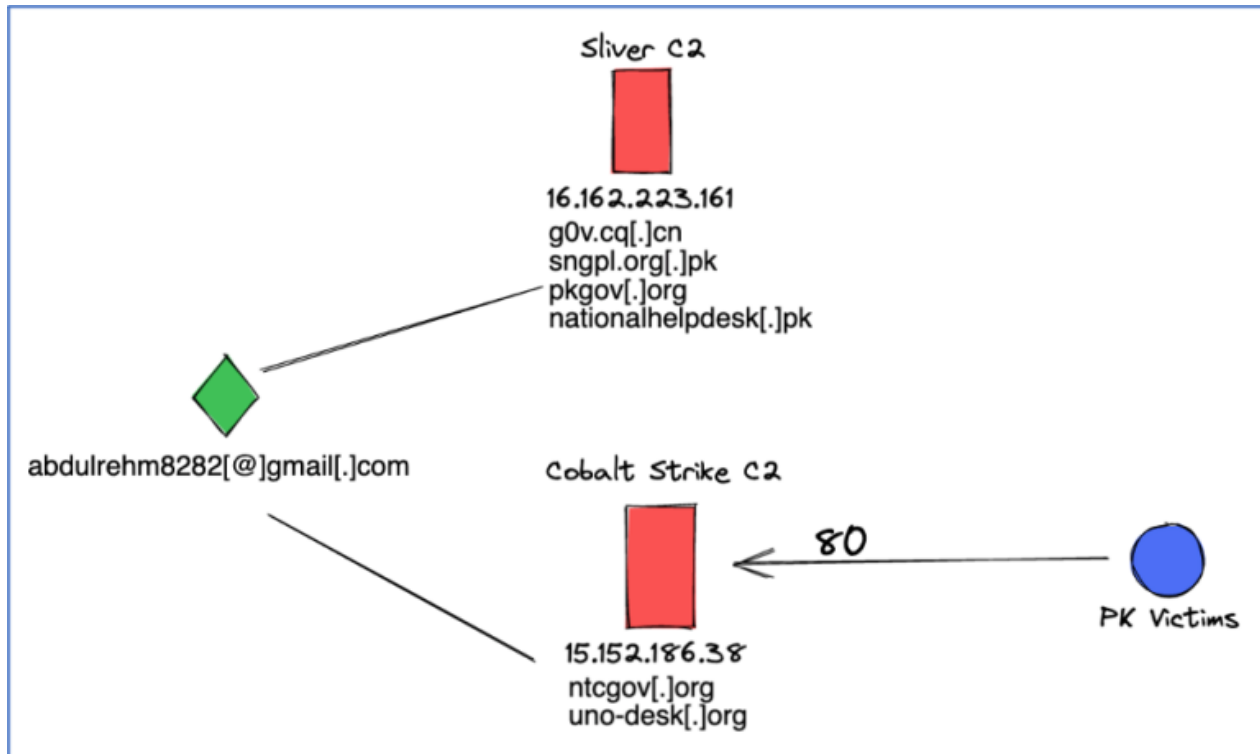 Sliver C2
16.162.223.161
g0v.cq[.]cn
sngpl.org[.]pk
pkgov[.]org
nationalhelpdesk[.]pk
abdulrehm8282[@]gmail[.]com
Cobalt Strike C2
80
PK Victims
15.152.186.38
ntcgov[.]org
uno-desk[.]org